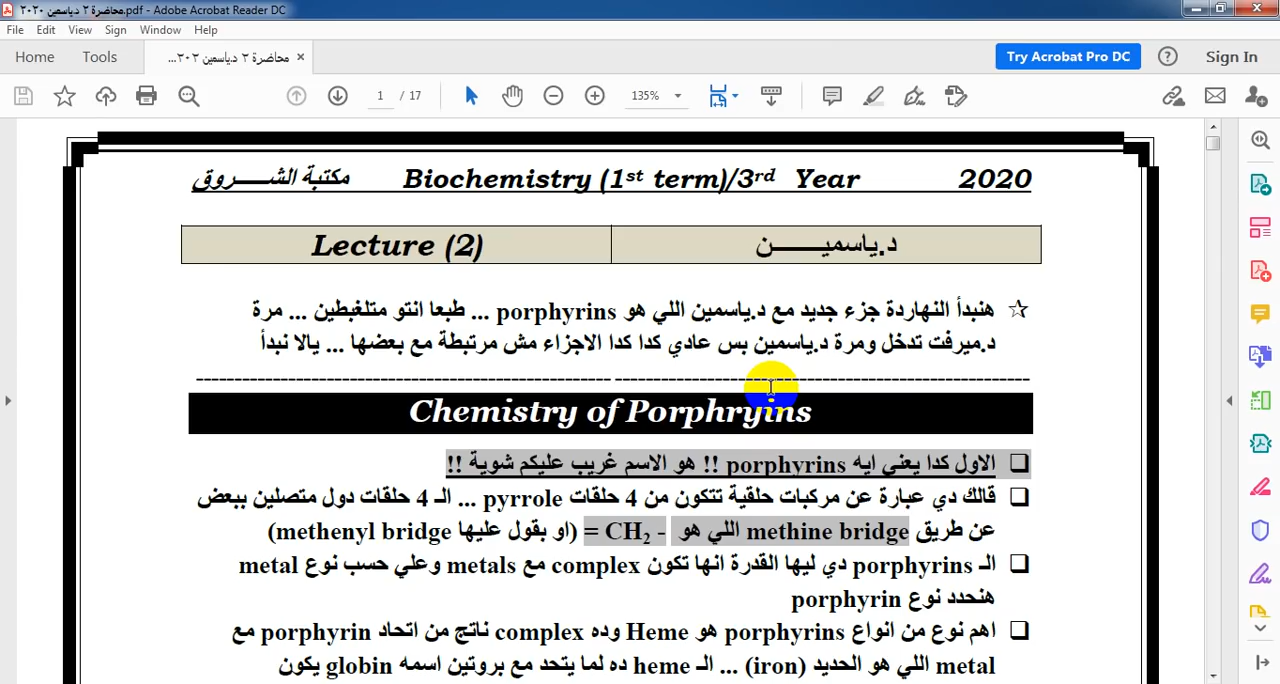 محاضرة ٢ د.ياسمين ٢٠٢٠.pdf - Adobe Acrobat Reader DC
File Edit View Sign Window Help
Home Tools محاضرة ٢ د.ياسمين ٢٠٢... × Try Acrobat Pro DC Sign In
1 / 17 135%
مكتبة الشـــــروق Biochemistry (1st term)/3rd Year 2020
Lecture (2) د.ياسميـــــــن
☆ هنبدأ النهاردة جزء جديد مع د.ياسمين اللي هو porphyrins ... طبعا انتو متلغبطين ... مرة
د.ميرفت تدخل ومرة د.ياسمين بس عادي كدا كدا الاجزاء مش مرتبطة مع بعضها ... يالا نبدأ
Chemistry of Porphryins
❑ الاول كدا يعني ايه porphyrins !! هو الاسم غريب عليكم شوية !!
❑ قالك دي عبارة عن مركبات حلقية تتكون من 4 حلقات pyrrole ... الـ 4 حلقات دول متصلين ببعض
عن طريق methine bridge اللي هو = CH₂ - (او بقول عليها methenyl bridge)
❑ الـ porphyrins دي ليها القدرة انها تكون complex مع metals وعلي حسب نوع metal
هنحدد نوع porphyrin
❑ اهم نوع من انواع porphyrins هو Heme وده complex ناتج من اتحاد porphyrin مع
metal اللي هو الحديد (iron) ... الـ heme ده لما يتحد مع بروتين اسمه globin يكون